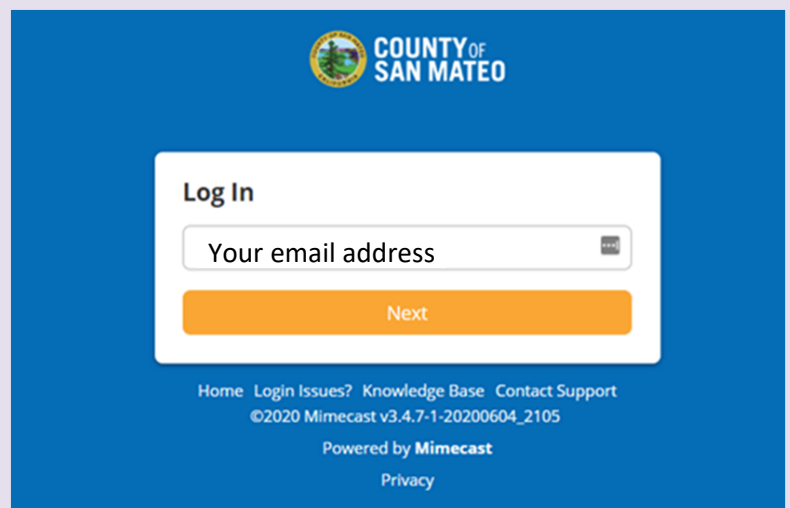 COUNTY OF
SAN MATEO
Log In
Your email address
Next
Home Login Issues? Knowledge Base Contact Support
©2020 Mimecast v3.4.7-1-20200604_2105
Powered by Mimecast
Privacy